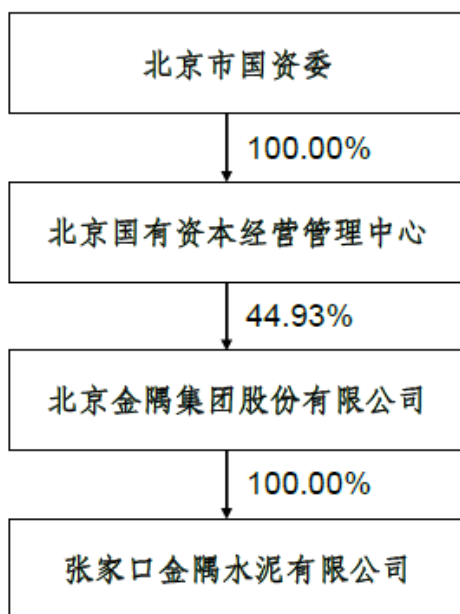 北京市国资委
100.00%
北京国有资本经营管理中心
44.93%
北京金隅集团股份有限公司
100.00%
张家口金隅水泥有限公司